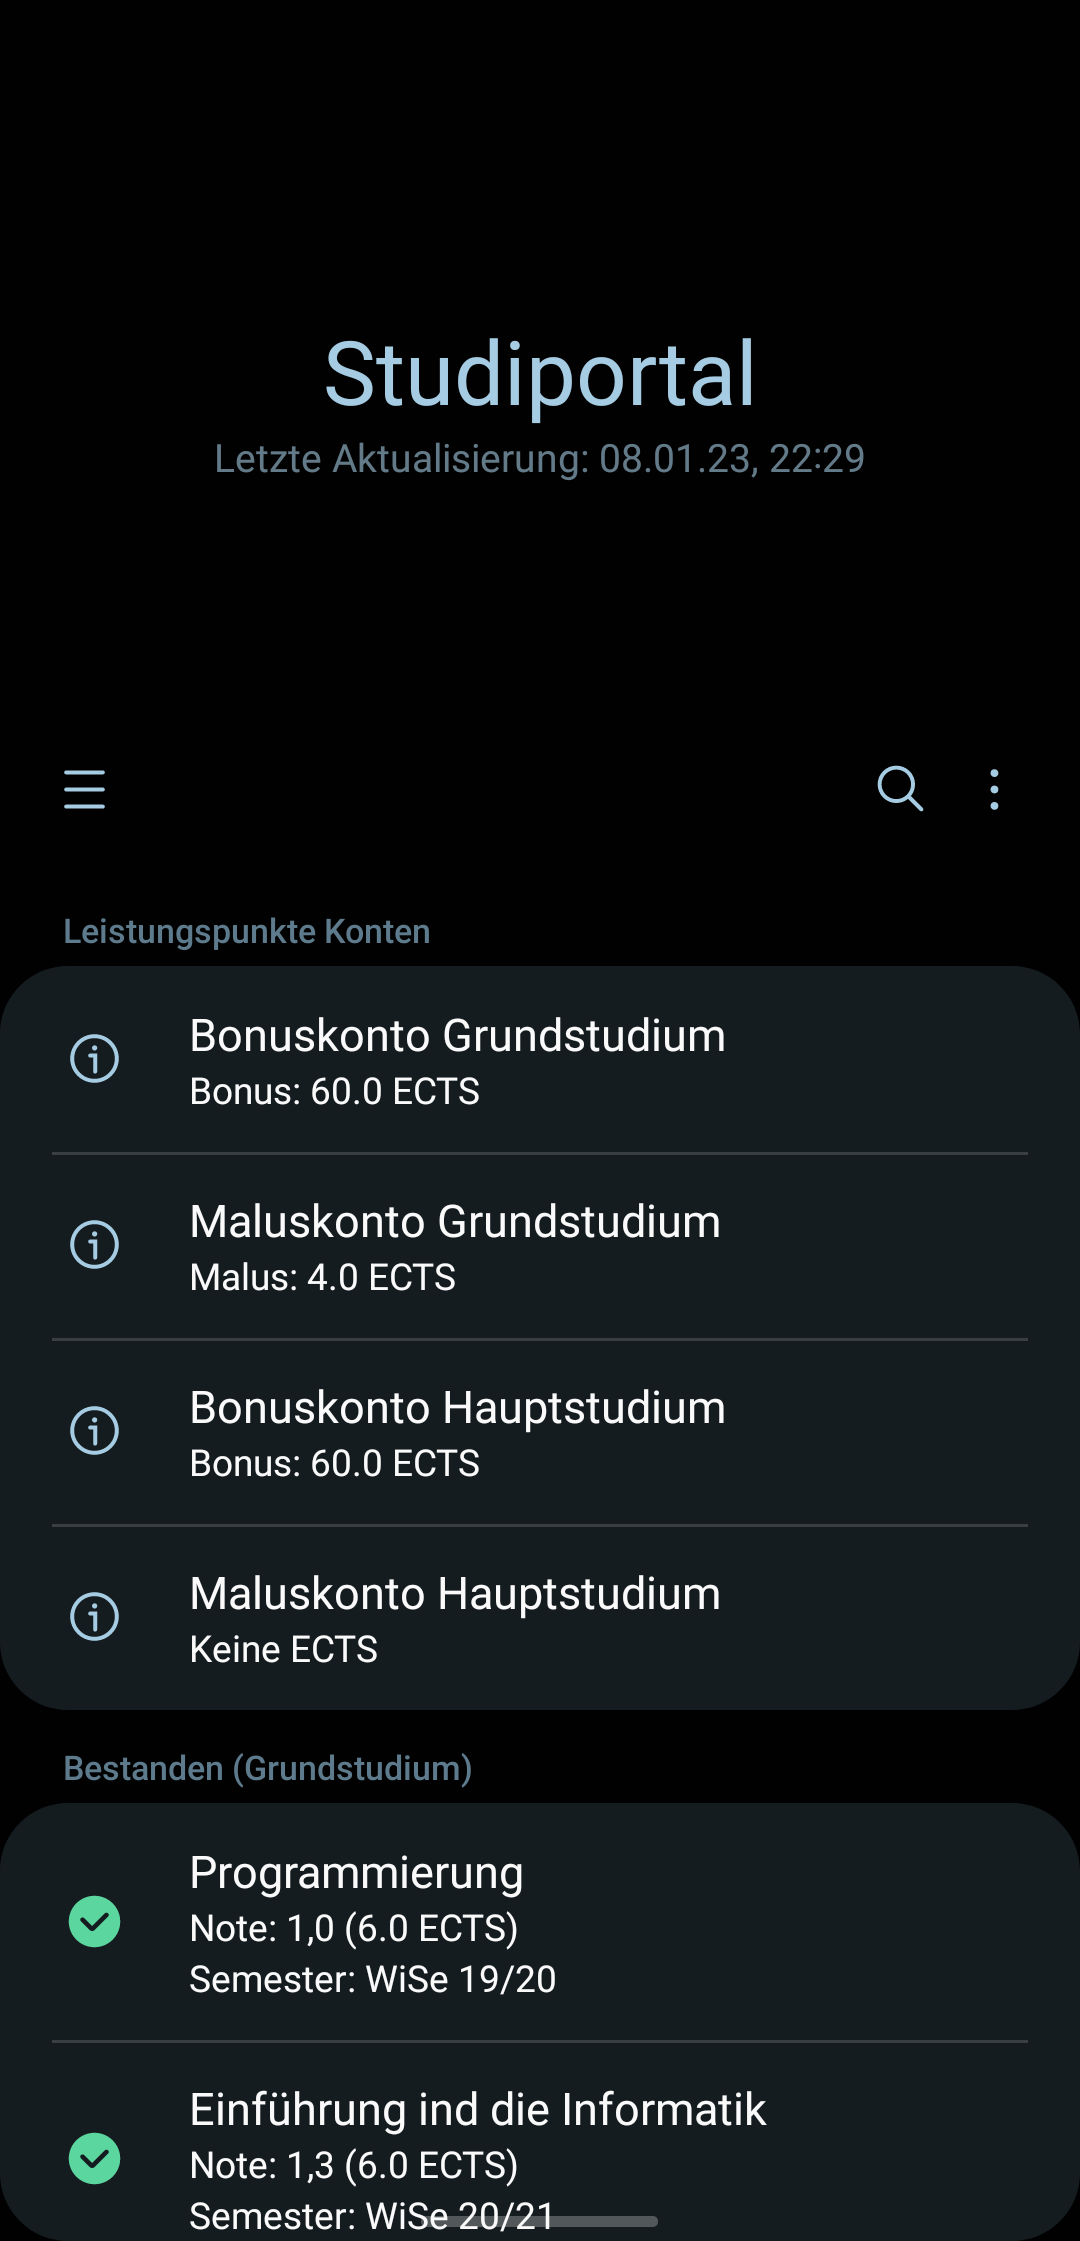 Studiportal
Letzte Aktualisierung: 08.01.23, 22:29
Leistungspunkte Konten
Bonuskonto Grundstudium
Bonus: 60.0 ECTS
Maluskonto Grundstudium
Malus: 4.0 ECTS
Bonuskonto Hauptstudium
Bonus: 60.0 ECTS
Maluskonto Hauptstudium
Keine ECTS
Bestanden (Grundstudium)
Programmierung
Note: 1,0 (6.0 ECTS)
Semester: WiSe 19/20
Einführung ind die Informatik
Note: 1,3 (6.0 ECTS)
Semester: WiSe 20/21